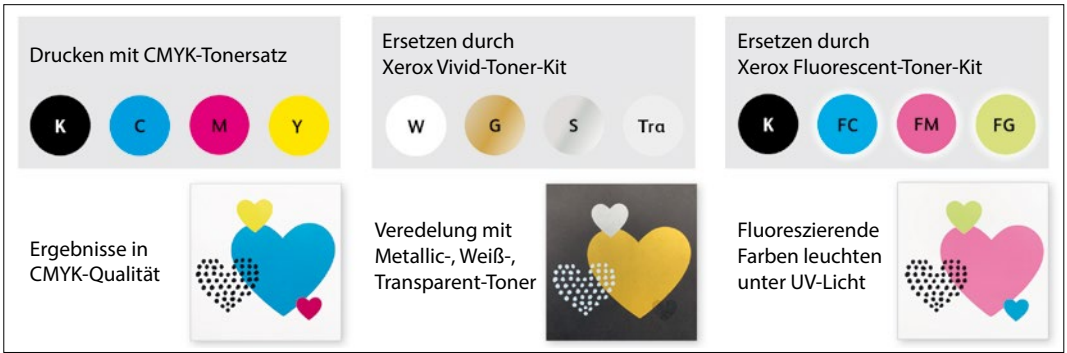 Drucken mit CMYK-Tonersatz
K C M Y
Ergebnisse in
CMYK-Qualität
Ersetzen durch
Xerox Vivid-Toner-Kit
W G S Tra
Veredelung mit
Metallic-, Weiß-,
Transparent-Toner
Ersetzen durch
Xerox Fluorescent-Toner-Kit
K FC FM FG
Fluoreszierende
Farben leuchten
unter UV-Licht